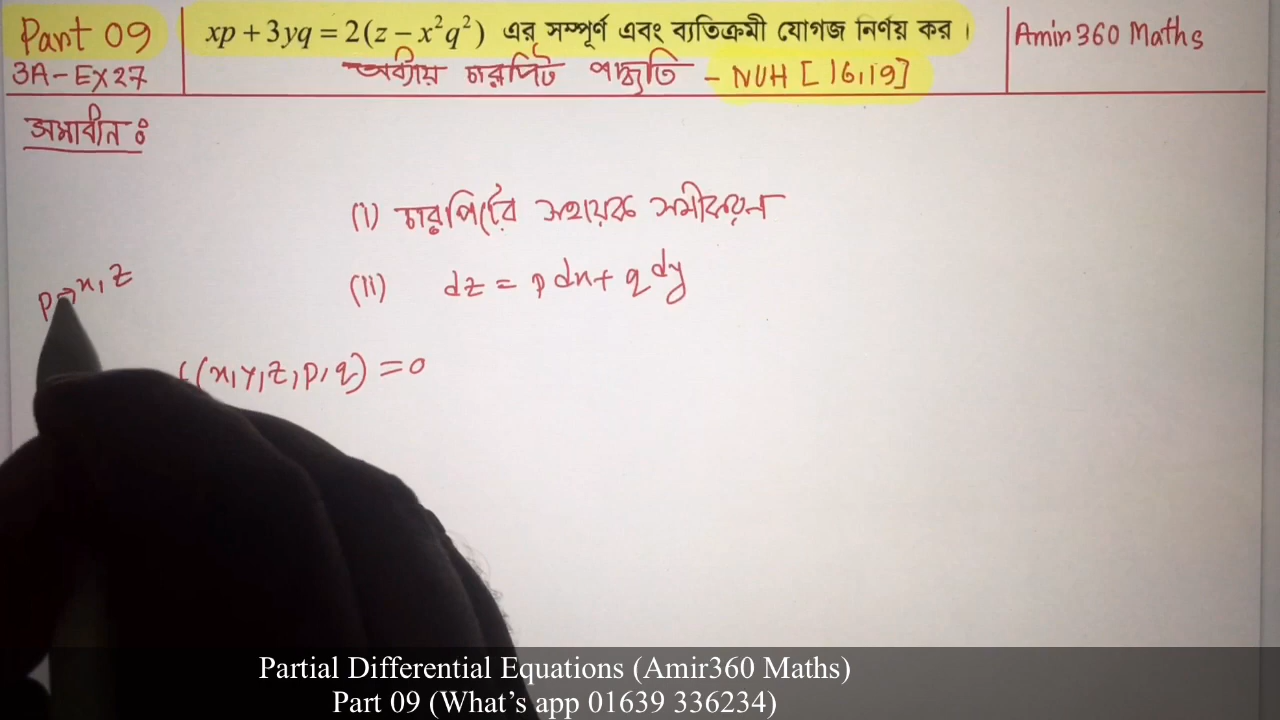 Part 09
3A-EX27
xp + 3yq = 2(z − x²q²) এর সম্পূর্ণ এবং ব্যতিক্রমী যোগজ নির্ণয় কর।
অথবা চারপিট পদ্ধতি - NUH [16,19]
Amir360 Maths
সমাধান :
(i) চারপিটের সহায়ক সমীকরণ
(ii) dz = p dx + q dy
p → x, z
f(x, y, z, p, q) = 0
Partial Differential Equations (Amir360 Maths)
Part 09 (What's app 01639 336234)